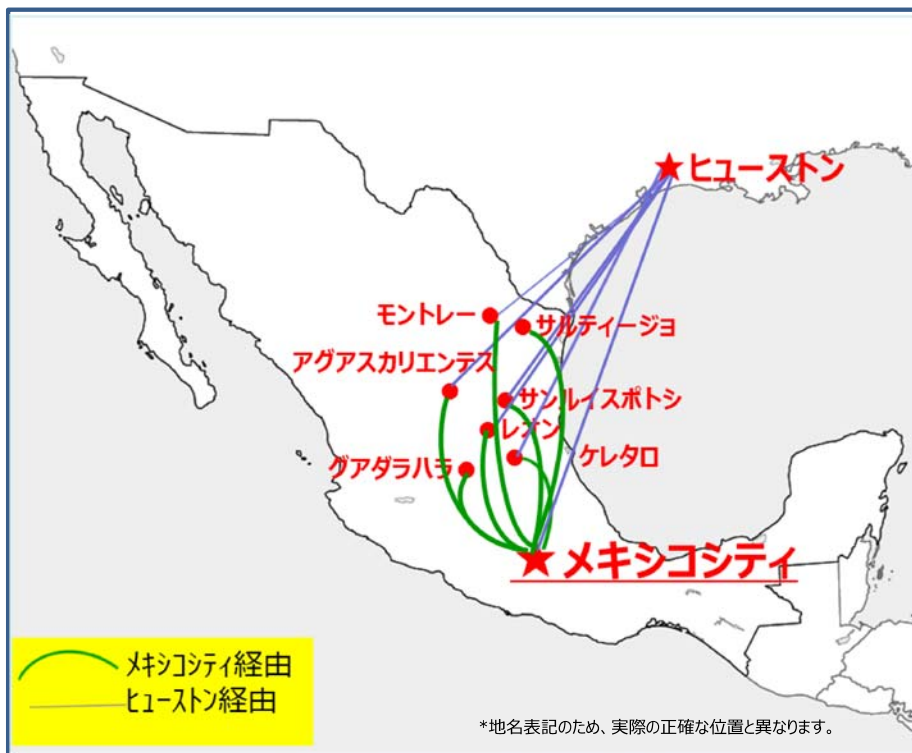 ヒューストン
モントレー
サルティージョ
アグアスカリエンテス
サンルイスポトシ
レオン
ケレタロ
グアダラハラ
メキシコシティ
メキシコシティ経由
ヒューストン経由
*地名表記のため、実際の正確な位置と異なります。